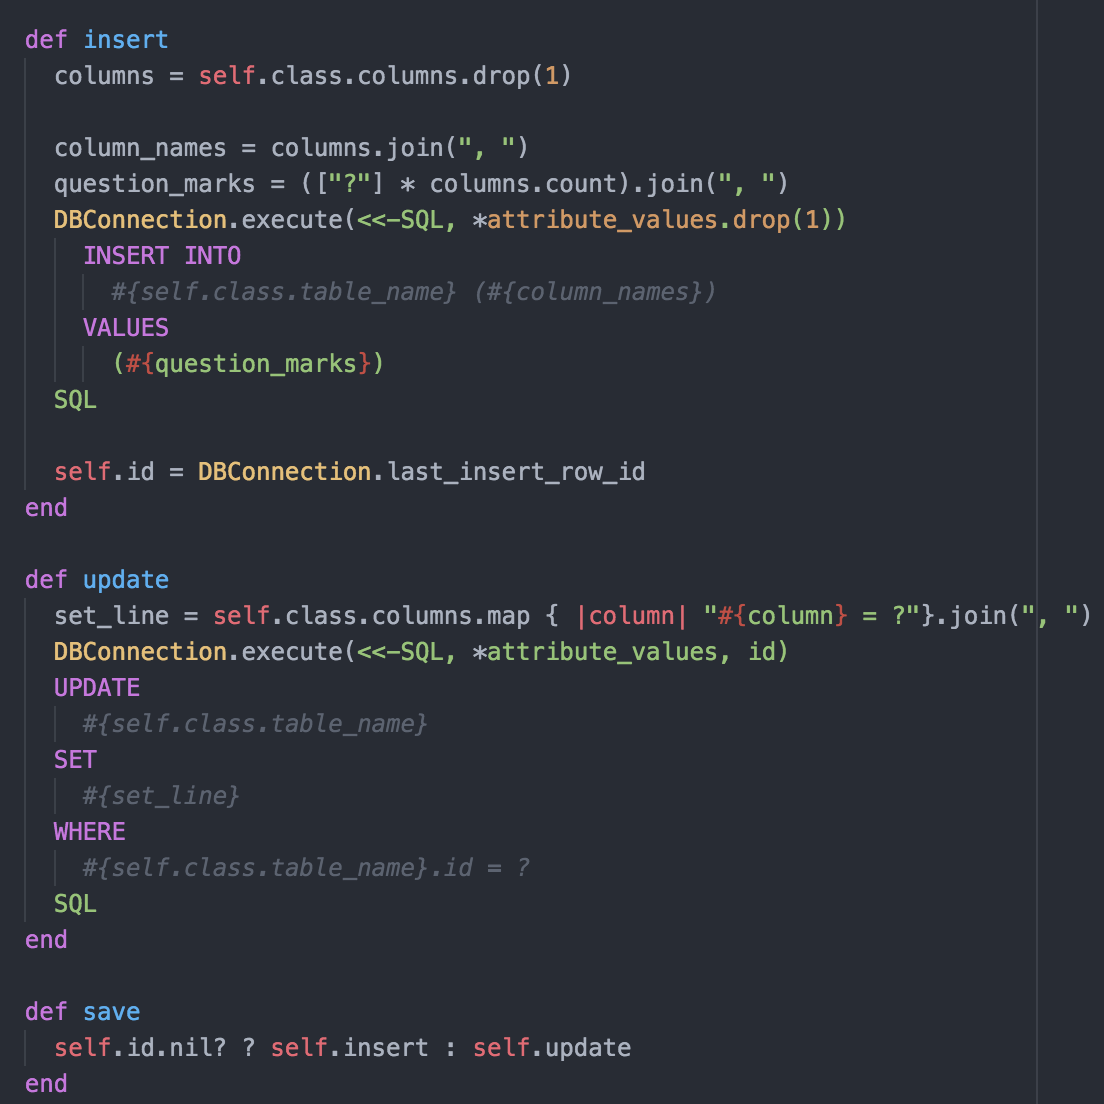 def insert
  columns = self.class.columns.drop(1)

  column_names = columns.join(", ")
  question_marks = (["?"] * columns.count).join(", ")
  DBConnection.execute(<<-SQL, *attribute_values.drop(1))
    INSERT INTO
      #{self.class.table_name} (#{column_names})
    VALUES
      (#{question_marks})
  SQL

  self.id = DBConnection.last_insert_row_id
end

def update
  set_line = self.class.columns.map { |column| "#{column} = ?"}.join(", ")
  DBConnection.execute(<<-SQL, *attribute_values, id)
  UPDATE
    #{self.class.table_name}
  SET
    #{set_line}
  WHERE
    #{self.class.table_name}.id = ?
  SQL
end

def save
  self.id.nil? ? self.insert : self.update
end